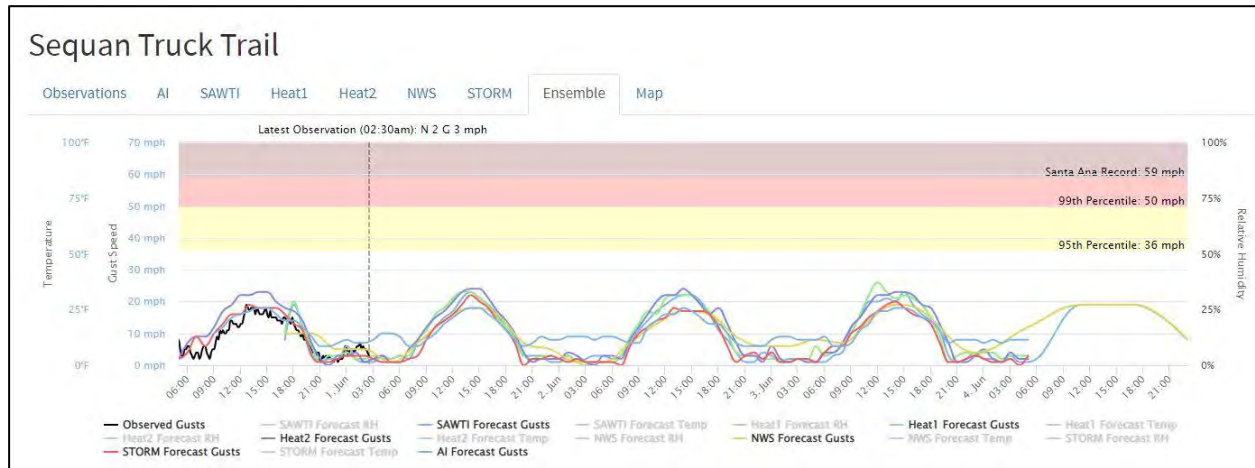 Sequan Truck Trail
Observations AI SAWTI Heat1 Heat2 NWS STORM Ensemble Map
Latest Observation (02:30am): N 2 G 3 mph
100°F 70 mph 100%
60 mph
Santa Ana Record: 59 mph
75°F 75%
50 mph
99th Percentile: 50 mph
40 mph
50°F 50%
95th Percentile: 36 mph
30 mph
25°F 20 mph 25%
10 mph
0°F 0 mph 0%
Temperature
Gust Speed
Relative Humidity
06:00 09:00 12:00 15:00 18:00 21:00 1. Jun 03:00 06:00 09:00 12:00 15:00 18:00 21:00 2. Jun 03:00 06:00 09:00 12:00 15:00 18:00 21:00 3. Jun 03:00 06:00 09:00 12:00 15:00 18:00 21:00 4. Jun 03:00 06:00 09:00 12:00 15:00 18:00 21:00
Observed Gusts SAWTI Forecast RH SAWTI Forecast Gusts SAWTI Forecast Temp Heat1 Forecast RH Heat1 Forecast Gusts Heat1 Forecast Temp
Heat2 Forecast RH Heat2 Forecast Gusts Heat2 Forecast Temp NWS Forecast RH NWS Forecast Gusts NWS Forecast Temp STORM Forecast RH
STORM Forecast Gusts STORM Forecast Temp AI Forecast Gusts